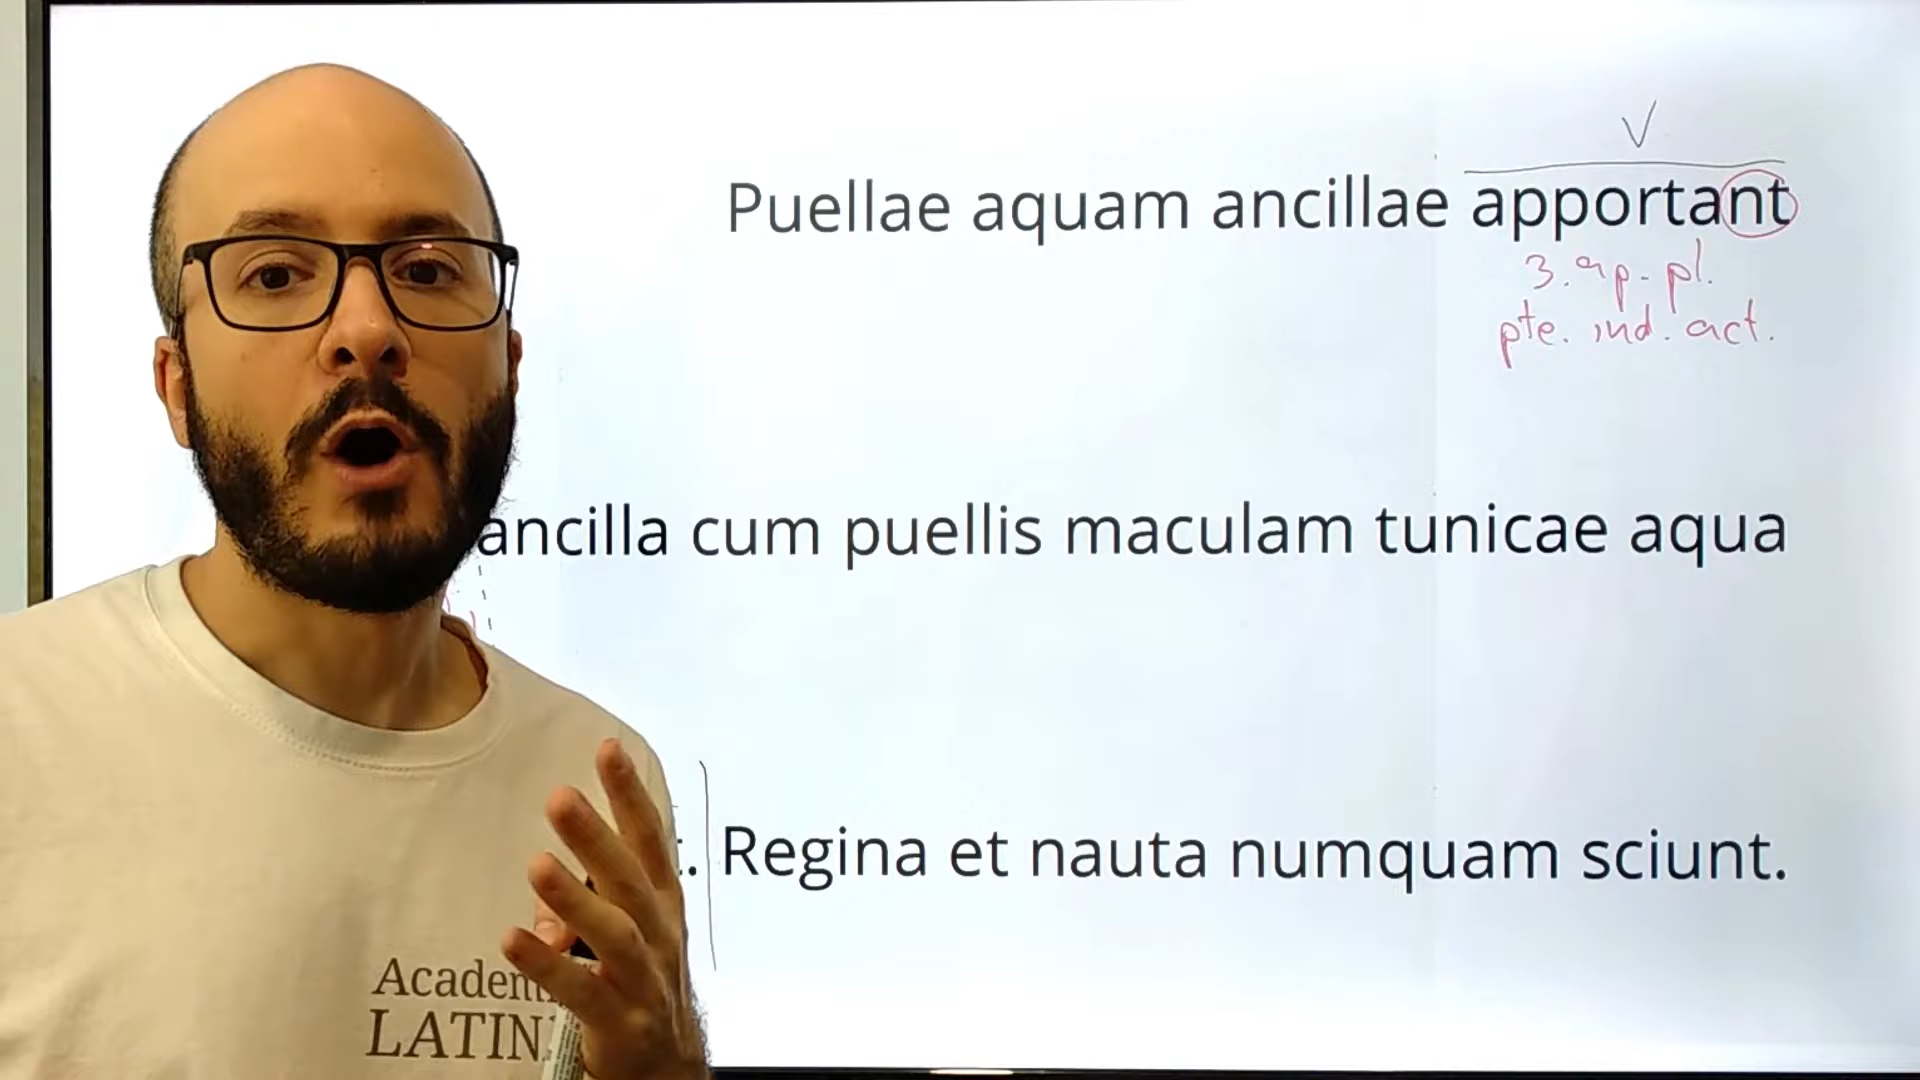 V
Puellae aquam ancillae apportant
3. ap. pl.
pte. ind. act.
ancilla cum puellis maculam tunicae aqua
. Regina et nauta numquam sciunt.
LATIN